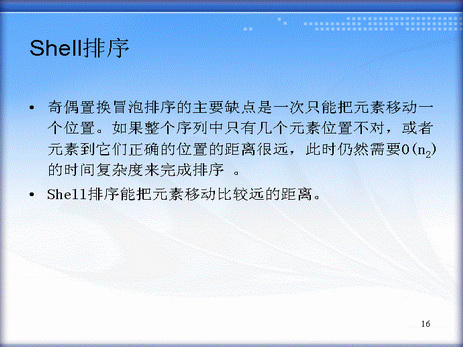 Shell排序
• 奇偶置换冒泡排序的主要缺点是一次只能把元素移动一
个位置。如果整个序列中只有几个元素位置不对，或者
元素到它们正确的位置的距离很远，此时仍然需要O(n₂)
的时间复杂度来完成排序 。
• Shell排序能把元素移动比较远的距离。
16